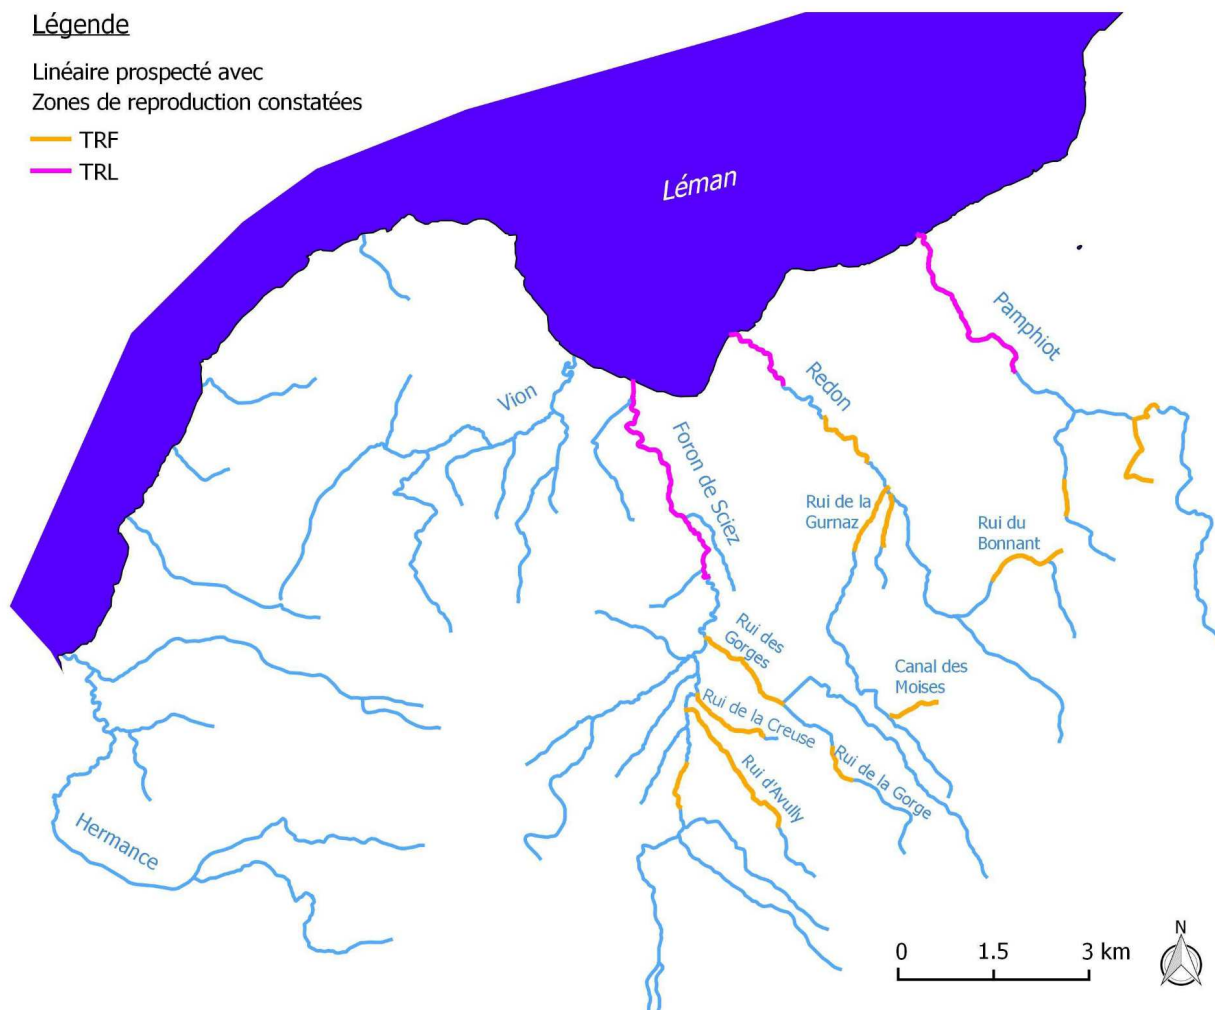 Légende
Linéaire prospecté avec
Zones de reproduction constatées
TRF
TRL
Léman
Pamphiot
Redon
Vion
Foron de Sciez
Rui de la
Gurnaz
Rui du
Bonnant
Rui des
Gorges
Canal des
Moises
Rui de la Creuse
Rui de la Gorge
Rui d'Avully
Hermance
0 1.5 3 km
N